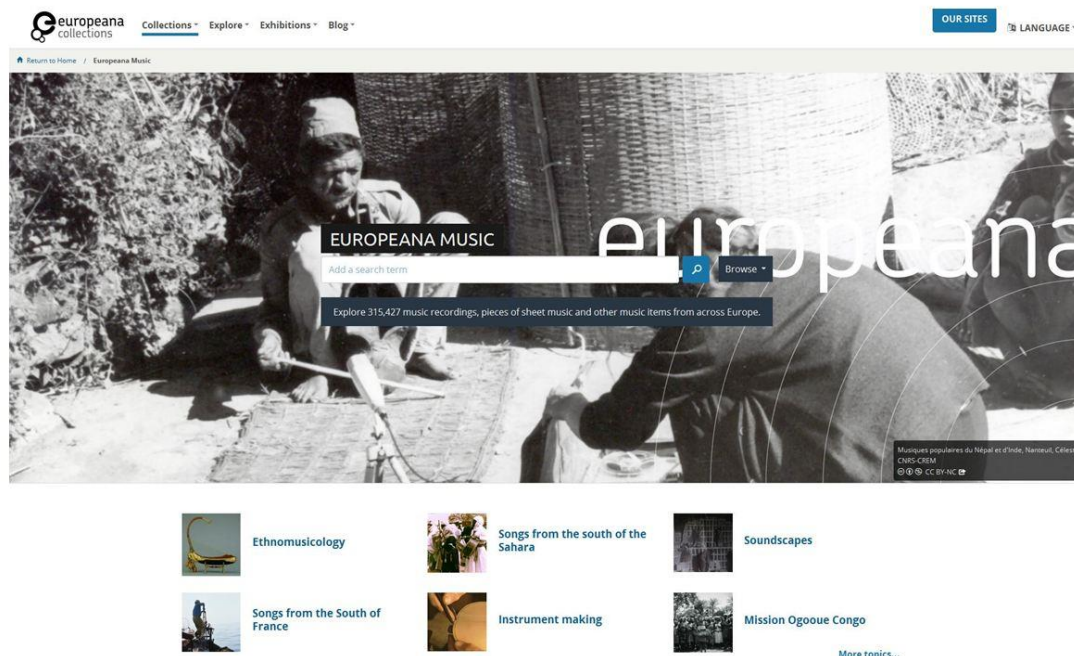 europeana
collections
Collections
Explore
Exhibitions
Blog
OUR SITES
LANGUAGE
Return to Home / Europeana Music
europeana
EUROPEANA MUSIC
Add a search term
Browse
Explore 315,427 music recordings, pieces of sheet music and other music items from across Europe.
Musiques populaires du Népal et d'Inde, Nanteuil, Célest
CNRS-CREM
CC BY-NC
Ethnomusicology
Songs from the south of the
Sahara
Soundscapes
Songs from the South of
France
Instrument making
Mission Ogooue Congo
More topics...